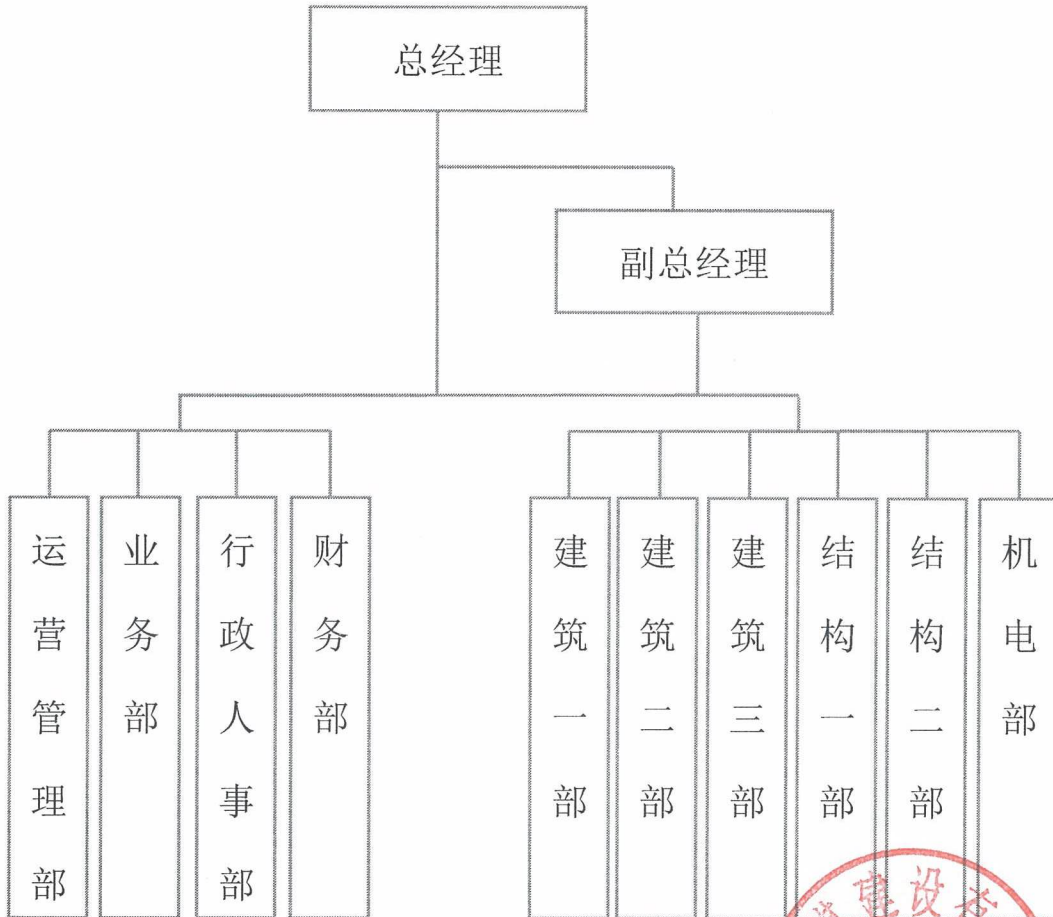 总经理
副总经理
运营管理部
业务部
行政人事部
财务部
建筑一部
建筑二部
建筑三部
结构一部
结构二部
机电部
建设